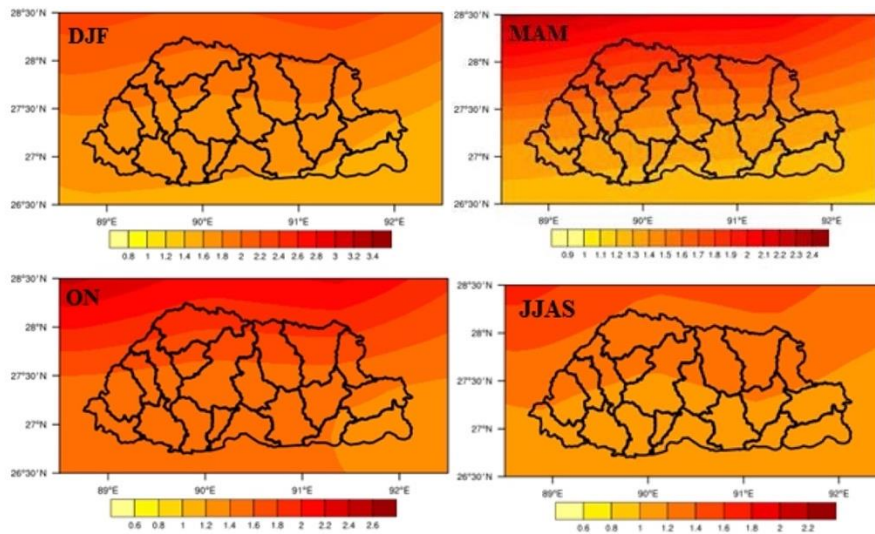 DJF
28°30'N
28°N
27°30'N
27°N
26°30'N
89°E 90°E 91°E 92°E
0.8 1 1.2 1.4 1.6 1.8 2 2.2 2.4 2.6 2.8 3 3.2 3.4
MAM
28°30'N
28°N
27°30'N
27°N
26°30'N
89°E 90°E 91°E 92°E
0.9 1 1.1 1.2 1.3 1.4 1.5 1.6 1.7 1.8 1.9 2 2.1 2.2 2.3 2.4
ON
28°30'N
28°N
27°30'N
27°N
26°30'N
89°E 90°E 91°E 92°E
0.6 0.8 1 1.2 1.4 1.6 1.8 2 2.2 2.4 2.6
JJAS
28°30'N
28°N
27°30'N
27°N
26°30'N
89°E 90°E 91°E 92°E
0.6 0.8 1 1.2 1.4 1.6 1.8 2 2.2